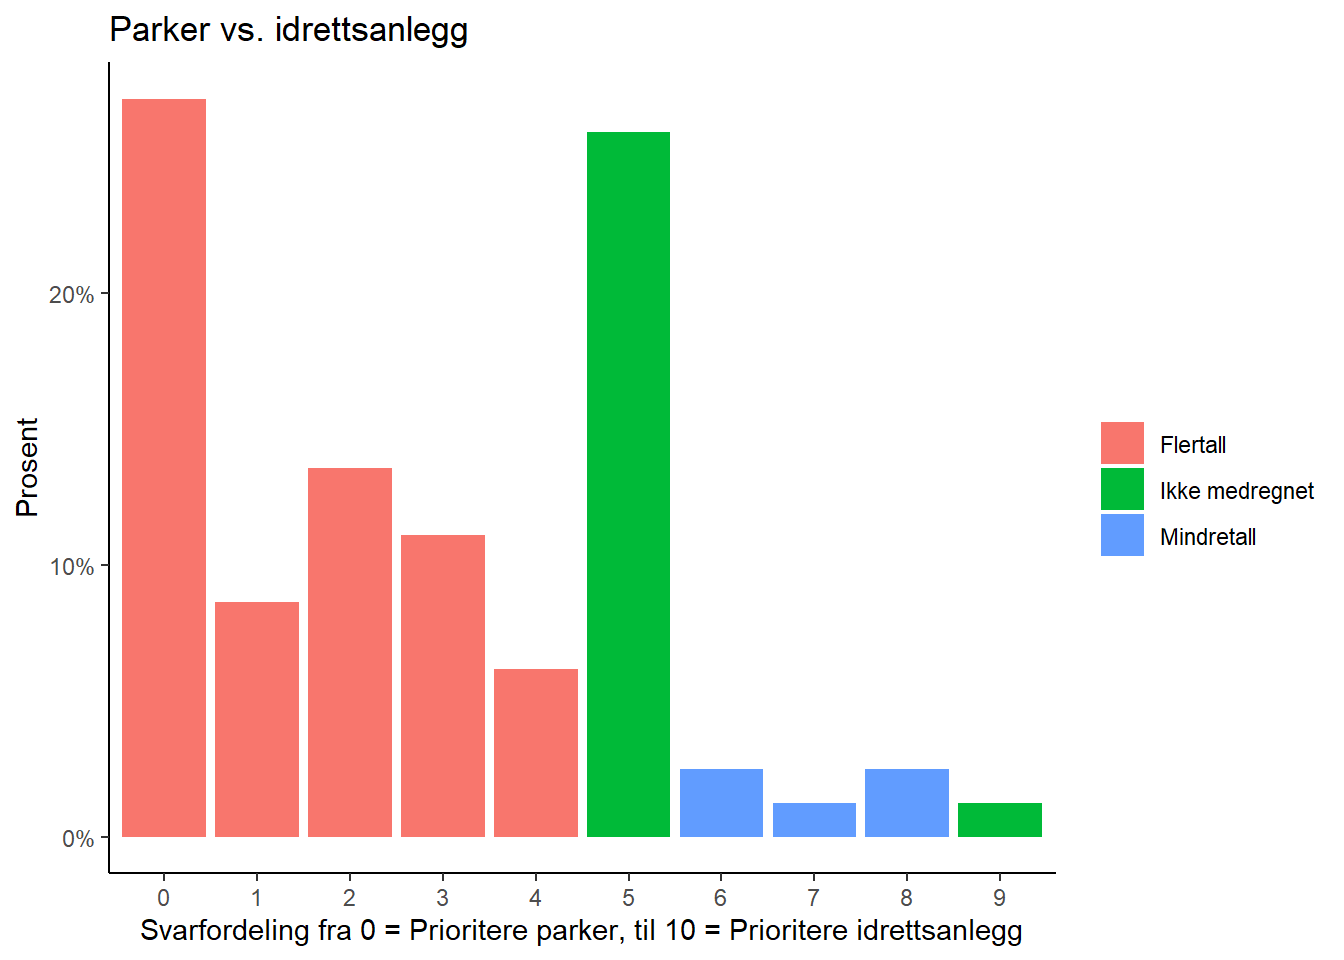 Parker vs. idrettsanlegg
Prosent
20%
10%
0%
0 1 2 3 4 5 6 7 8 9
Svarfordeling fra 0 = Prioritere parker, til 10 = Prioritere idrettsanlegg
Flertall
Ikke medregnet
Mindretall